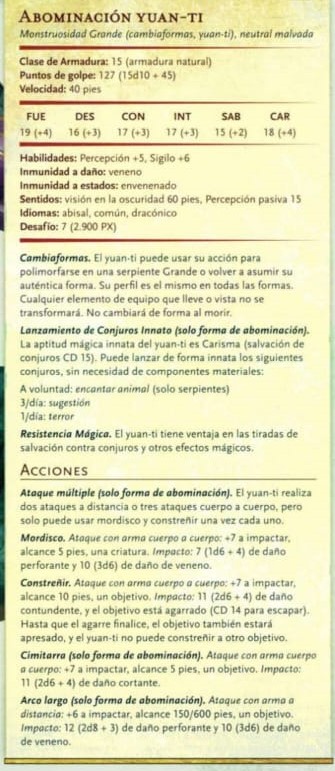 Abominación yuan-ti
Monstruosidad Grande (cambiaformas, yuan-ti), neutral malvada
Clase de Armadura: 15 (armadura natural)
Puntos de golpe: 127 (15d10 + 45)
Velocidad: 40 pies
FUE DES CON INT SAB CAR
19 (+4) 16 (+3) 17 (+3) 17 (+3) 15 (+2) 18 (+4)
Habilidades: Percepción +5, Sigilo +6
Inmunidad a daño: veneno
Inmunidad a estados: envenenado
Sentidos: visión en la oscuridad 60 pies, Percepción pasiva 15
Idiomas: abisal, común, dracónico
Desafío: 7 (2.900 PX)
Cambiaformas. El yuan-ti puede usar su acción para
polimorfarse en una serpiente Grande o volver a asumir su
auténtica forma. Su perfil es el mismo en todas las formas.
Cualquier elemento de equipo que lleve o vista no se
transformará. No cambiará de forma al morir.
Lanzamiento de Conjuros Innato (solo forma de abominación).
La aptitud mágica innata del yuan-ti es Carisma (salvación de
conjuros CD 15). Puede lanzar de forma innata los siguientes
conjuros, sin necesidad de componentes materiales:
A voluntad: encantar animal (solo serpientes)
3/día: sugestión
1/día: terror
Resistencia Mágica. El yuan-ti tiene ventaja en las tiradas de
salvación contra conjuros y otros efectos mágicos.
Acciones
Ataque múltiple (solo forma de abominación). El yuan-ti realiza
dos ataques a distancia o tres ataques cuerpo a cuerpo, pero
solo puede usar mordisco y constreñir una vez cada uno.
Mordisco. Ataque con arma cuerpo a cuerpo: +7 a impactar,
alcance 5 pies, una criatura. Impacto: 7 (1d6 + 4) de daño
perforante y 10 (3d6) de daño de veneno.
Constreñir. Ataque con arma cuerpo a cuerpo: +7 a impactar,
alcance 10 pies, un objetivo. Impacto: 11 (2d6 + 4) de daño
contundente, y el objetivo está agarrado (CD 14 para escapar).
Hasta que el agarre finalice, el objetivo también estará
apresado, y el yuan-ti no puede constreñir a otro objetivo.
Cimitarra (solo forma de abominación). Ataque con arma cuerpo
a cuerpo: +7 a impactar, alcance 5 pies, un objetivo. Impacto:
11 (2d6 + 4) de daño cortante.
Arco largo (solo forma de abominación). Ataque con arma a
distancia: +6 a impactar, alcance 150/600 pies, un objetivo.
Impacto: 12 (2d8 + 3) de daño perforante y 10 (3d6) de daño
de veneno.